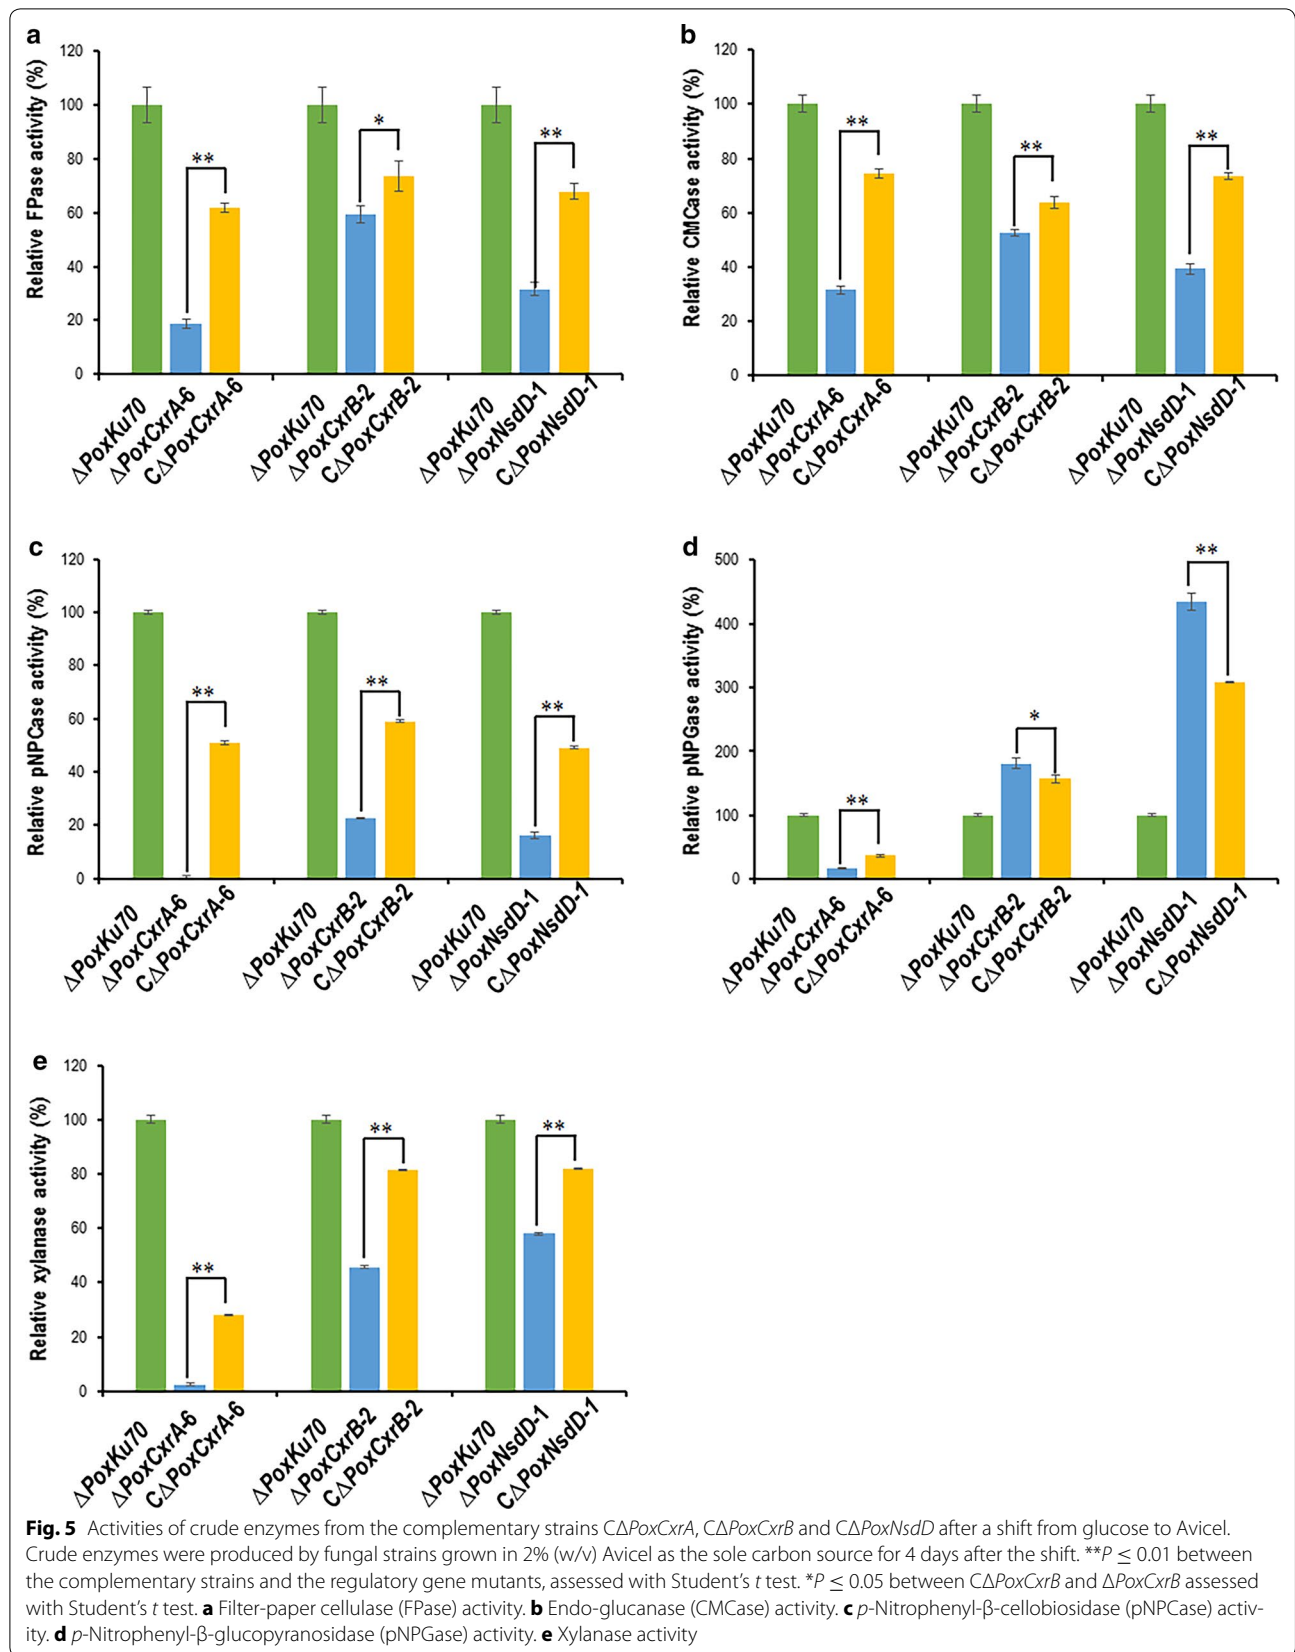 a
Relative FPase activity (%)
120
100
80
60
40
20
0
**
*
**
ΔPoxKu70
ΔPoxCxrA-6
CΔPoxCxrA-6
ΔPoxKu70
ΔPoxCxrB-2
CΔPoxCxrB-2
ΔPoxKu70
ΔPoxNsdD-1
CΔPoxNsdD-1
b
Relative CMCase activity (%)
120
100
80
60
40
20
0
**
**
**
ΔPoxKu70
ΔPoxCxrA-6
CΔPoxCxrA-6
ΔPoxKu70
ΔPoxCxrB-2
CΔPoxCxrB-2
ΔPoxKu70
ΔPoxNsdD-1
CΔPoxNsdD-1
c
Relative pNPCase activity (%)
120
100
80
60
40
20
0
**
**
**
ΔPoxKu70
ΔPoxCxrA-6
CΔPoxCxrA-6
ΔPoxKu70
ΔPoxCxrB-2
CΔPoxCxrB-2
ΔPoxKu70
ΔPoxNsdD-1
CΔPoxNsdD-1
d
Relative pNPGase activity (%)
500
400
300
200
100
0
**
*
**
ΔPoxKu70
ΔPoxCxrA-6
CΔPoxCxrA-6
ΔPoxKu70
ΔPoxCxrB-2
CΔPoxCxrB-2
ΔPoxKu70
ΔPoxNsdD-1
CΔPoxNsdD-1
e
Relative xylanase activity (%)
120
100
80
60
40
20
0
**
**
**
ΔPoxKu70
ΔPoxCxrA-6
CΔPoxCxrA-6
ΔPoxKu70
ΔPoxCxrB-2
CΔPoxCxrB-2
ΔPoxKu70
ΔPoxNsdD-1
CΔPoxNsdD-1
Fig. 5 Activities of crude enzymes from the complementary strains CΔPoxCxrA, CΔPoxCxrB and CΔPoxNsdD after a shift from glucose to Avicel.
Crude enzymes were produced by fungal strains grown in 2% (w/v) Avicel as the sole carbon source for 4 days after the shift. **P ≤ 0.01 between
the complementary strains and the regulatory gene mutants, assessed with Student's t test. *P ≤ 0.05 between CΔPoxCxrB and ΔPoxCxrB assessed
with Student's t test. a Filter-paper cellulase (FPase) activity. b Endo-glucanase (CMCase) activity. c p-Nitrophenyl-β-cellobiosidase (pNPCase) activ-
ity. d p-Nitrophenyl-β-glucopyranosidase (pNPGase) activity. e Xylanase activity